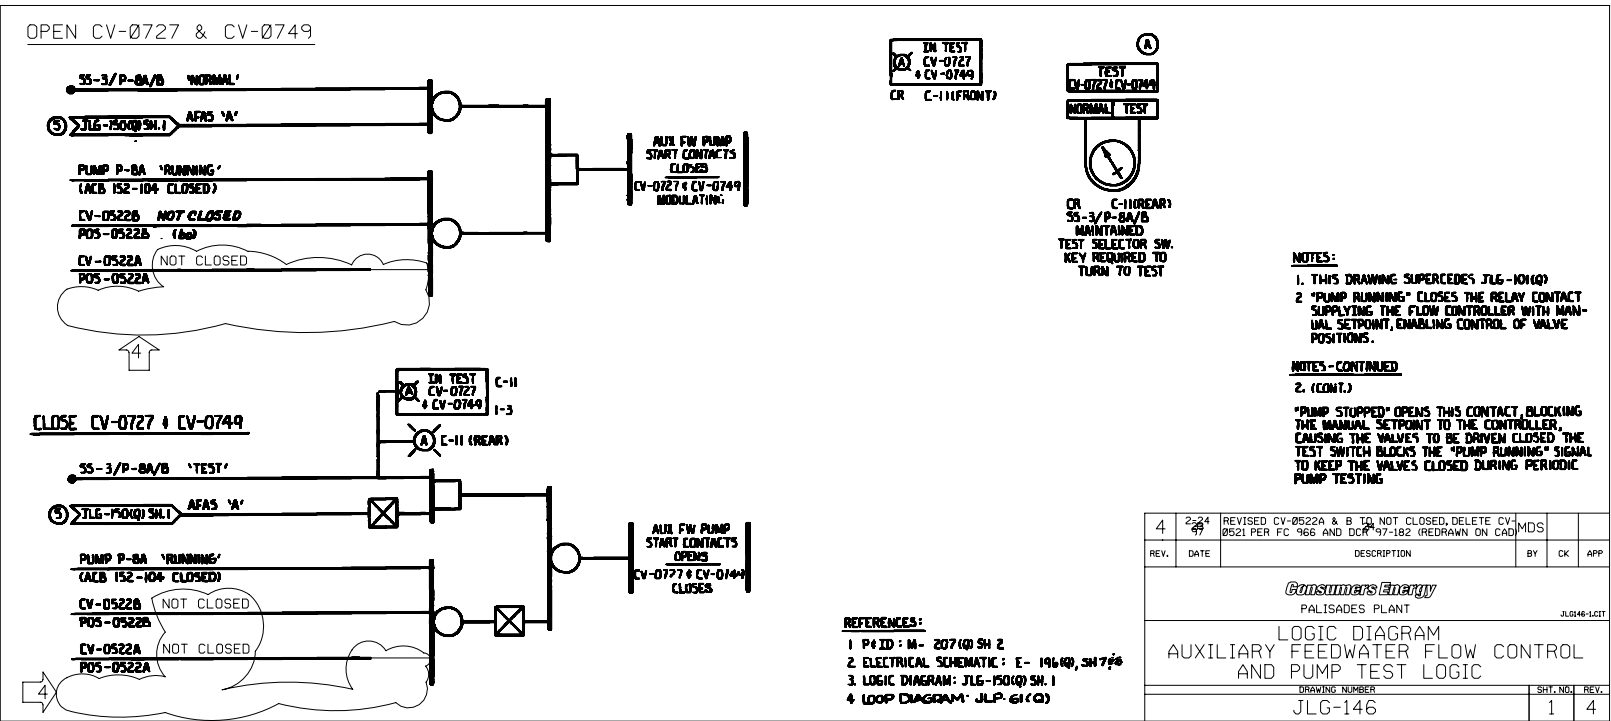 OPEN CV-0727 & CV-0749
SS-3/P-8A/B 'NORMAL'
5 JLG-150(Q) SH.1 AFAS 'A'
PUMP P-8A 'RUNNING'
(ACB 152-104 CLOSED)
CV-0522B NOT CLOSED
POS-0522B (bo)
CV-0522A NOT CLOSED
POS-0522A
4
AUX FW PUMP
START CONTACTS
CLOSED
CV-0727 & CV-0749
MODULATING
A IN TEST
CV-0727
& CV-0749
CR C-11(FRONT)
A
TEST
CV-0727&CV-0749
NORMAL TEST
CR C-11(REAR)
SS-3/P-8A/B
MAINTAINED
TEST SELECTOR SW.
KEY REQUIRED TO
TURN TO TEST
CLOSE CV-0727 & CV-0749
A IN TEST
CV-0727
& CV-0749
C-11
1-3
A C-11 (REAR)
SS-3/P-8A/B 'TEST'
5 JLG-150(Q) SH.1 AFAS 'A'
PUMP P-8A 'RUNNING'
(ACB 152-104 CLOSED)
CV-0522B NOT CLOSED
POS-0522B
CV-0522A NOT CLOSED
POS-0522A
4
AUX FW PUMP
START CONTACTS
OPENS
CV-0727 & CV-0749
CLOSES
NOTES:
1. THIS DRAWING SUPERCEDES JLG-101(Q)
2 "PUMP RUNNING" CLOSES THE RELAY CONTACT
SUPPLYING THE FLOW CONTROLLER WITH MAN-
UAL SETPOINT, ENABLING CONTROL OF VALVE
POSITIONS.
NOTES-CONTINUED
2. (CONT.)
"PUMP STOPPED" OPENS THIS CONTACT, BLOCKING
THE MANUAL SETPOINT TO THE CONTROLLER,
CAUSING THE VALVES TO BE DRIVEN CLOSED THE
TEST SWITCH BLOCKS THE "PUMP RUNNING" SIGNAL
TO KEEP THE VALVES CLOSED DURING PERIODIC
PUMP TESTING
REFERENCES:
1 P&ID: M-207(Q) SH 2
2 ELECTRICAL SCHEMATIC: E-196(Q), SH
3. LOGIC DIAGRAM: JLG-150(Q) SH. 1
4 LOOP DIAGRAM: JLP-61(Q)
4 2-24 97 REVISED CV-0522A & B TO NOT CLOSED, DELETE CV-
0521 PER FC 966 AND DCR 97-182 (REDRAWN ON CAD) MDS
REV. DATE DESCRIPTION BY CK APP
Consumers Energy
PALISADES PLANT
JLG146-1.CIT
LOGIC DIAGRAM
AUXILIARY FEEDWATER FLOW CONTROL
AND PUMP TEST LOGIC
DRAWING NUMBER SHT. NO. REV.
JLG-146 1 4